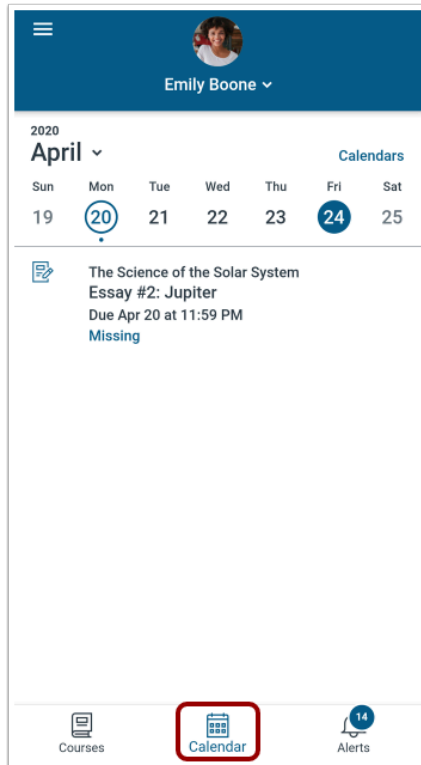 Emily Boone
2020
April
Calendars
Sun Mon Tue Wed Thu Fri Sat
19 20 21 22 23 24 25
The Science of the Solar System
Essay #2: Jupiter
Due Apr 20 at 11:59 PM
Missing
14
Courses Calendar Alerts